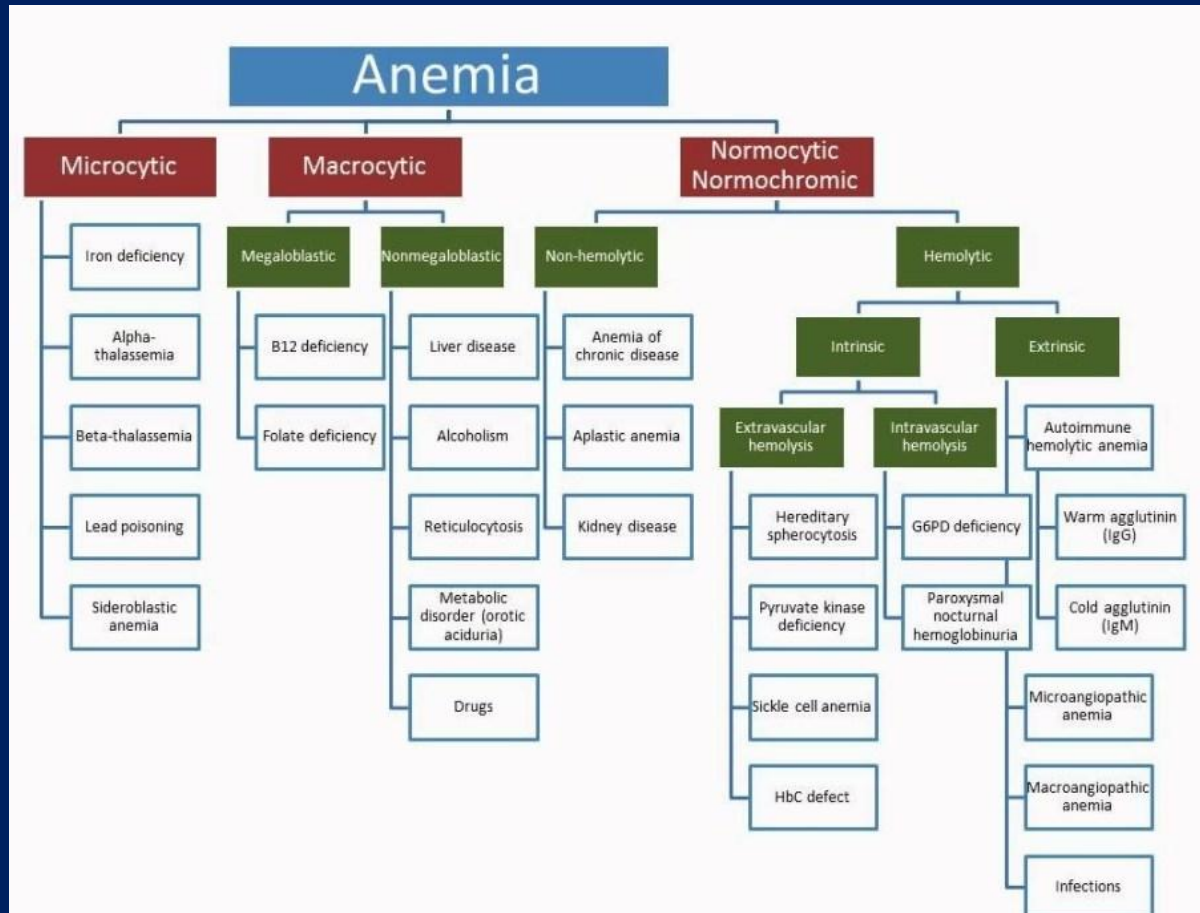 Anemia
Microcytic
Iron deficiency
Alpha-
thalassemia
Beta-thalassemia
Lead poisoning
Sideroblastic
anemia
Macrocytic
Megaloblastic
B12 deficiency
Folate deficiency
Nonmegaloblastic
Liver disease
Alcoholism
Reticulocytosis
Metabolic
disorder (orotic
aciduria)
Drugs
Normocytic
Normochromic
Non-hemolytic
Anemia of
chronic disease
Aplastic anemia
Kidney disease
Hemolytic
Intrinsic
Extravascular
hemolysis
Hereditary
spherocytosis
Pyruvate kinase
deficiency
Sickle cell anemia
HbC defect
Intravascular
hemolysis
G6PD deficiency
Paroxysmal
nocturnal
hemoglobinuria
Extrinsic
Autoimmune
hemolytic anemia
Warm agglutinin
(IgG)
Cold agglutinin
(IgM)
Microangiopathic
anemia
Macroangiopathic
anemia
Infections